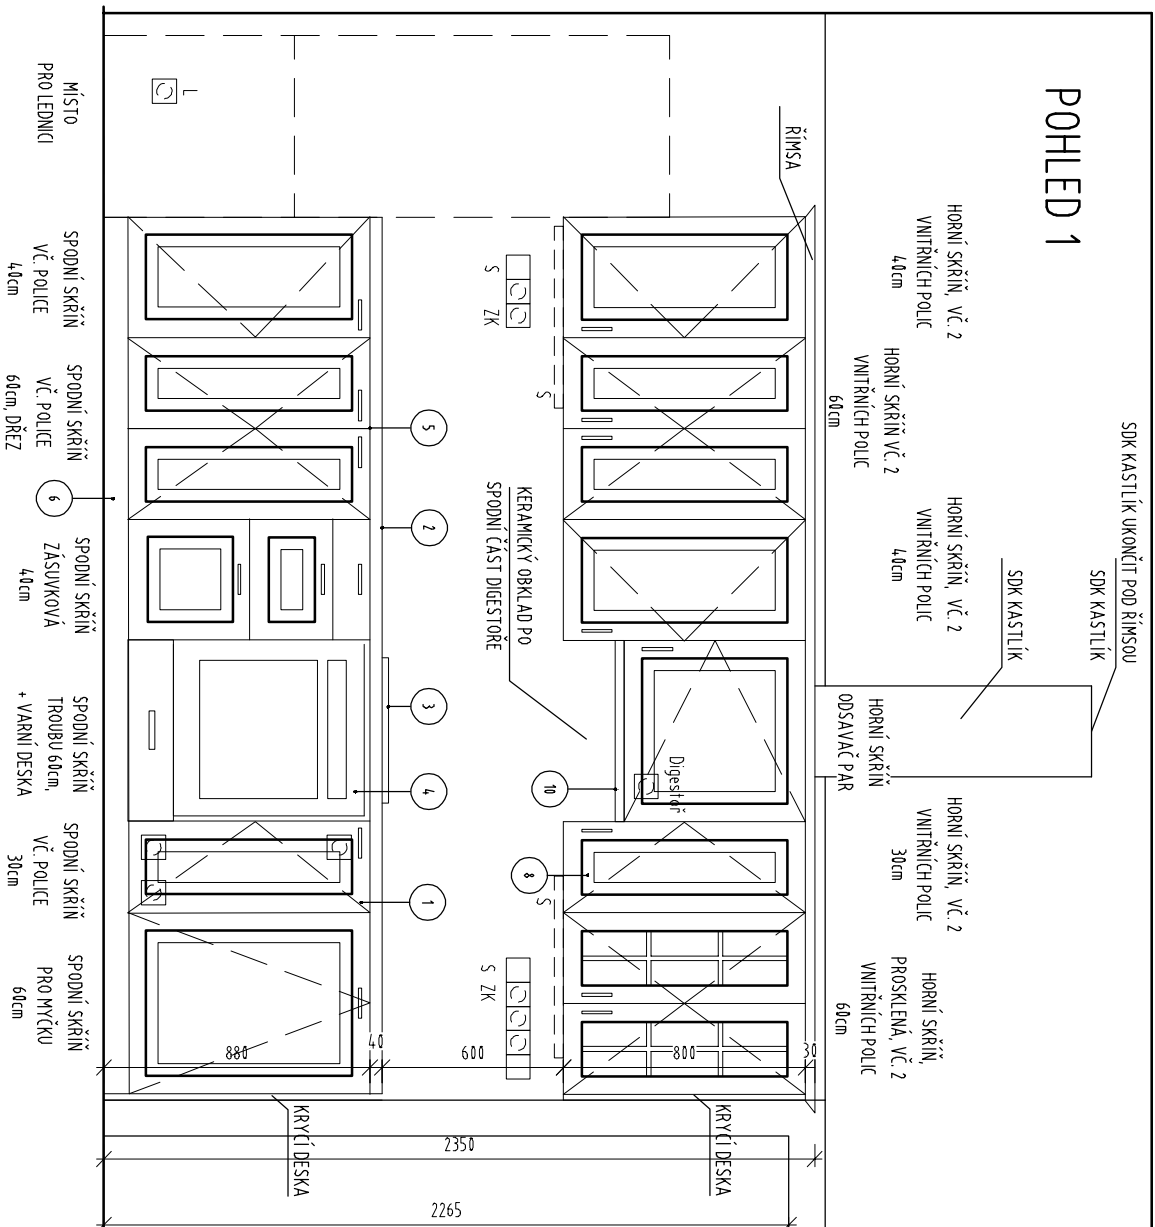 POHLED 1
SDK KASTLÍK UKONČIT POD ŘÍMSOU
SDK KASTLÍK
SDK KASTLÍK
HORNÍ SKŘÍŇ, VČ. 2
VNITŘNÍCH POLIC
40cm
HORNÍ SKŘÍŇ VČ. 2
VNITŘNÍCH POLIC
60cm
HORNÍ SKŘÍŇ, VČ. 2
VNITŘNÍCH POLIC
40cm
HORNÍ SKŘÍŇ
ODSAVAČ PAR
HORNÍ SKŘÍŇ, VČ. 2
VNITŘNÍCH POLIC
30cm
HORNÍ SKŘÍŇ,
PROSKLENÁ, VČ. 2
VNITŘNÍCH POLIC
60cm
ŘÍMSA
Digestoř
KRYCÍ DESKA
30
800
600
40
880
2350
2265
S
S
S ZK
S ZK
8
10
KERAMICKÝ OBKLAD PO
SPODNÍ ČÁST DIGESTOŘE
5
2
3
4
1
6
L
KRYCÍ DESKA
MÍSTO
PRO LEDNICI
SPODNÍ SKŘÍŇ
VČ. POLICE
40cm
SPODNÍ SKŘÍŇ
VČ. POLICE
60cm, DŘEZ
SPODNÍ SKŘÍŇ
ZÁSUVKOVÁ
40cm
SPODNÍ SKŘÍŇ
TROUBU 60cm,
+ VARNÍ DESKA
SPODNÍ SKŘÍŇ
VČ. POLICE
30cm
SPODNÍ SKŘÍŇ
PRO MYČKU
60cm